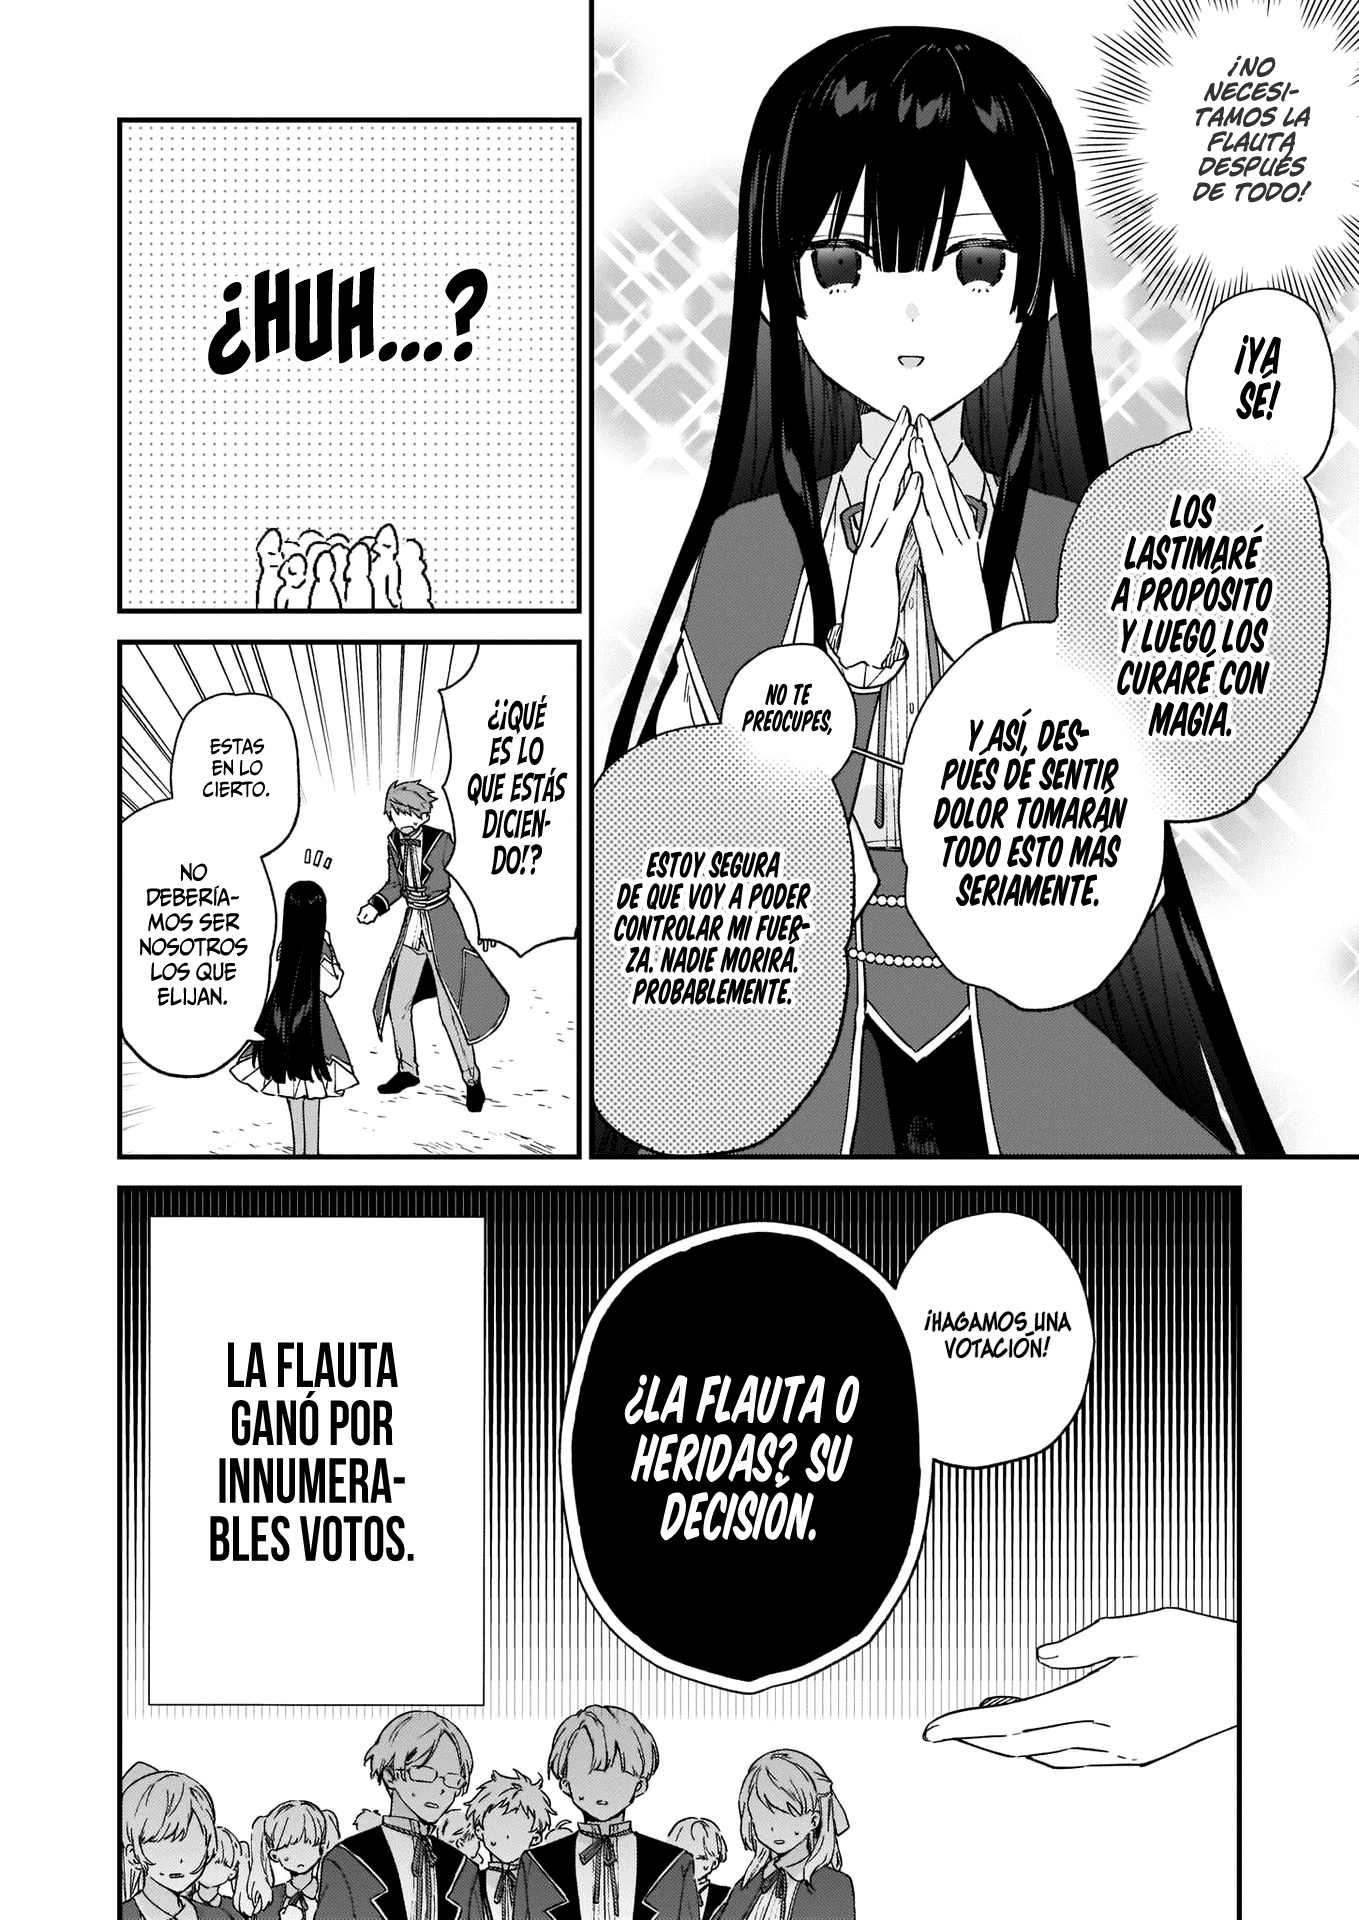 ¡NO
NECESI-
TAMOS LA
FLAUTA
DESPUÉS
DE TODO!
¡YA
SÉ!
LOS
LASTIMARÉ
A PROPÓSITO
Y LUEGO LOS
CURARÉ CON
MAGIA.
Y ASÍ, DES-
PUÉS DE SENTIR
DOLOR TOMARÁN
TODO ESTO MÁS
SERIAMENTE.
NO TE
PREOCUPES,
ESTOY SEGURA
DE QUE VOY A PODER
CONTROLAR MI FUER-
ZA. NADIE MORIRÁ.
PROBABLEMENTE.
¿HUH...?
¿¡QUÉ
ES LO
QUE ESTÁS
DICIEN-
DO!?
ESTAS
EN LO
CIERTO.
NO
DEBERÍA-
MOS SER
NOSOTROS
LOS QUE
ELIJAN.
¡HAGAMOS UNA
VOTACIÓN!
¿LA FLAUTA O
HERIDAS? SU
DECISIÓN.
LA FLAUTA
GANÓ POR
INNUMERA-
BLES VOTOS.